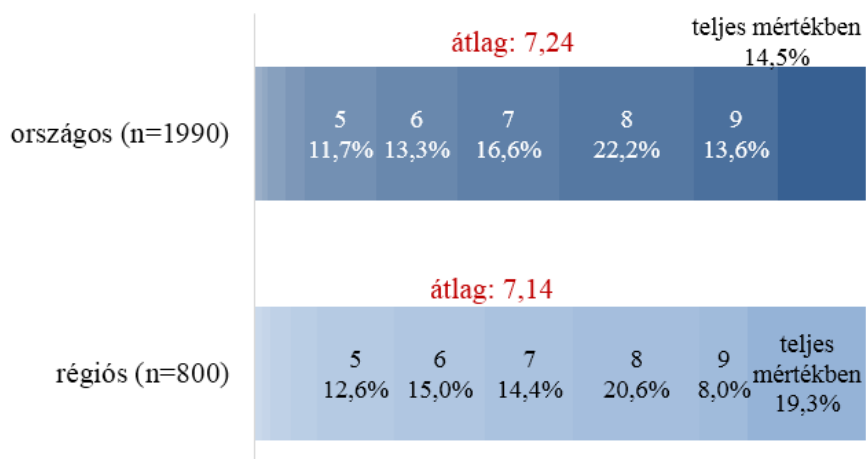 átlag: 7,24
teljes mértékben
14,5%
országos (n=1990)
5 6 7 8 9
11,7% 13,3% 16,6% 22,2% 13,6%
átlag: 7,14
régiós (n=800)
5 6 7 8 9
12,6% 15,0% 14,4% 20,6% 8,0%
teljes
mértékben
19,3%